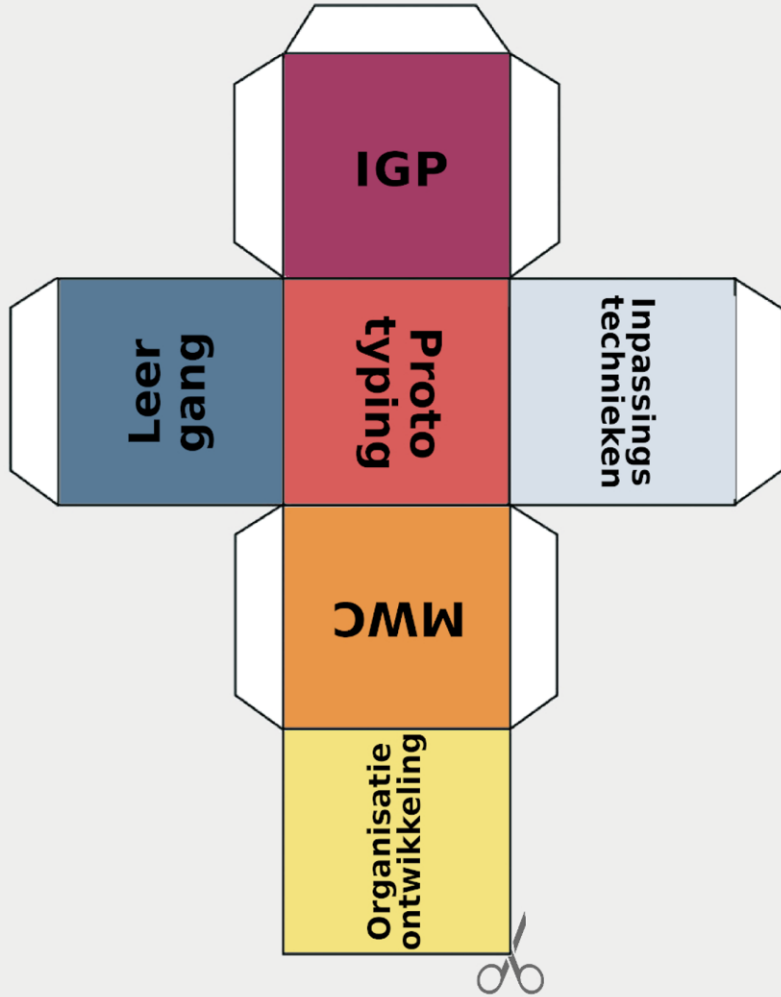 IGP
Leer
gang
Proto
typing
Inpassings
technieken
MWC
Organisatie
ontwikkeling